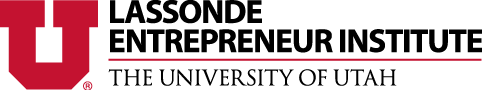 U®
LASSONDE
ENTREPRENEUR INSTITUTE
THE UNIVERSITY OF UTAH